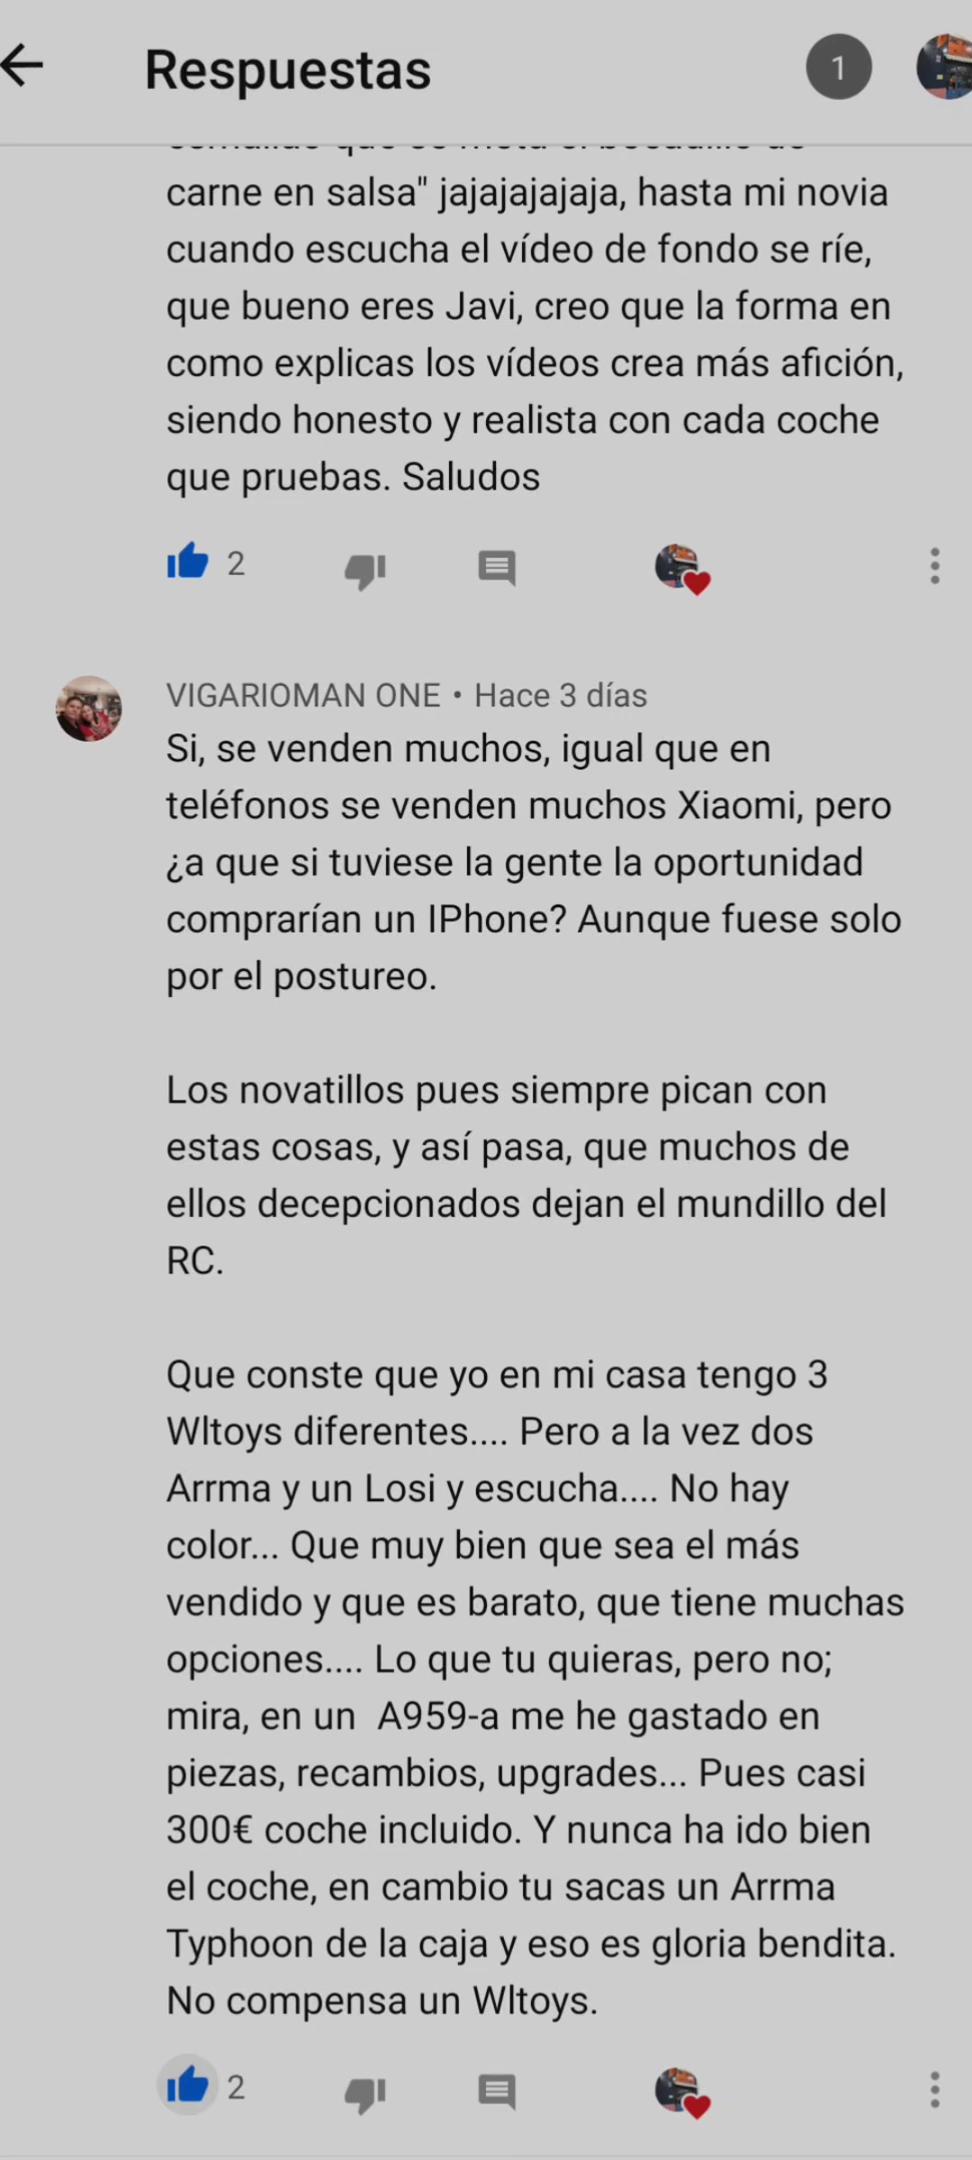 Respuestas
1
carne en salsa" jajajajajaja, hasta mi novia
cuando escucha el vídeo de fondo se ríe,
que bueno eres Javi, creo que la forma en
como explicas los vídeos crea más afición,
siendo honesto y realista con cada coche
que pruebas. Saludos
2
VIGARIOMAN ONE • Hace 3 días
Si, se venden muchos, igual que en
teléfonos se venden muchos Xiaomi, pero
¿a que si tuviese la gente la oportunidad
comprarían un IPhone? Aunque fuese solo
por el postureo.
Los novatillos pues siempre pican con
estas cosas, y así pasa, que muchos de
ellos decepcionados dejan el mundillo del
RC.
Que conste que yo en mi casa tengo 3
Wltoys diferentes.... Pero a la vez dos
Arrma y un Losi y escucha.... No hay
color... Que muy bien que sea el más
vendido y que es barato, que tiene muchas
opciones.... Lo que tu quieras, pero no;
mira, en un  A959-a me he gastado en
piezas, recambios, upgrades... Pues casi
300€ coche incluido. Y nunca ha ido bien
el coche, en cambio tu sacas un Arrma
Typhoon de la caja y eso es gloria bendita.
No compensa un Wltoys.
2